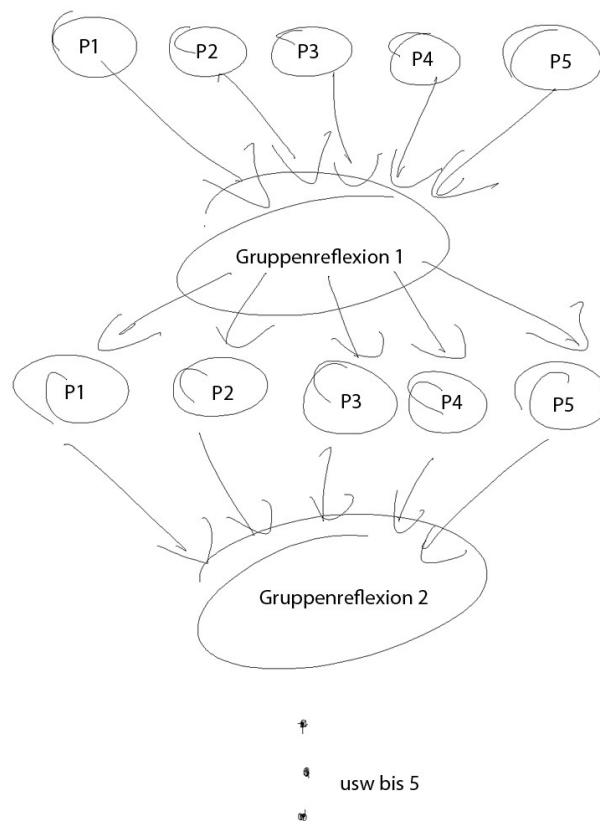 P1 P2 P3 P4 P5
Gruppenreflexion 1
P1 P2 P3 P4 P5
Gruppenreflexion 2
usw bis 5